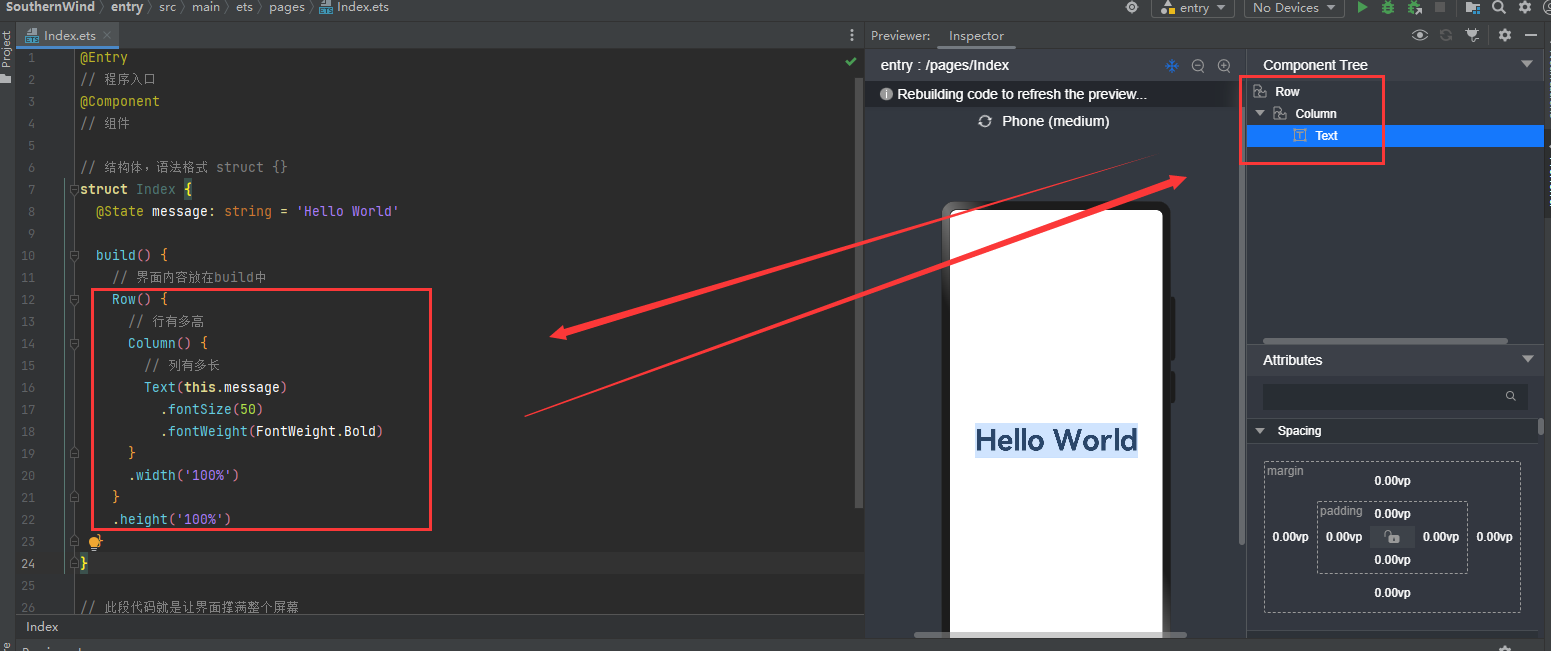 SouthernWind entry src main ets pages Index.ets
entry No Devices
Project
Index.ets
Previewer: Inspector
1 @Entry
2 // 程序入口
3 @Component
4 // 组件
5
6 // 结构体，语法格式 struct {}
7 struct Index {
8 @State message: string = 'Hello World'
9
10 build() {
11 // 界面内容放在build中
12 Row() {
13 // 行有多高
14 Column() {
15 // 列有多长
16 Text(this.message)
17 .fontSize(50)
18 .fontWeight(FontWeight.Bold)
19 }
20 .width('100%')
21 }
22 .height('100%')
23 }
24 }
25
26 // 此段代码就是让界面撑满整个屏幕
Index
entry : /pages/Index
Rebuilding code to refresh the preview...
Phone (medium)
Hello World
Component Tree
Row
Column
Text
Attributes
Spacing
margin
0.00vp
padding
0.00vp
0.00vp 0.00vp 0.00vp 0.00vp
0.00vp
0.00vp